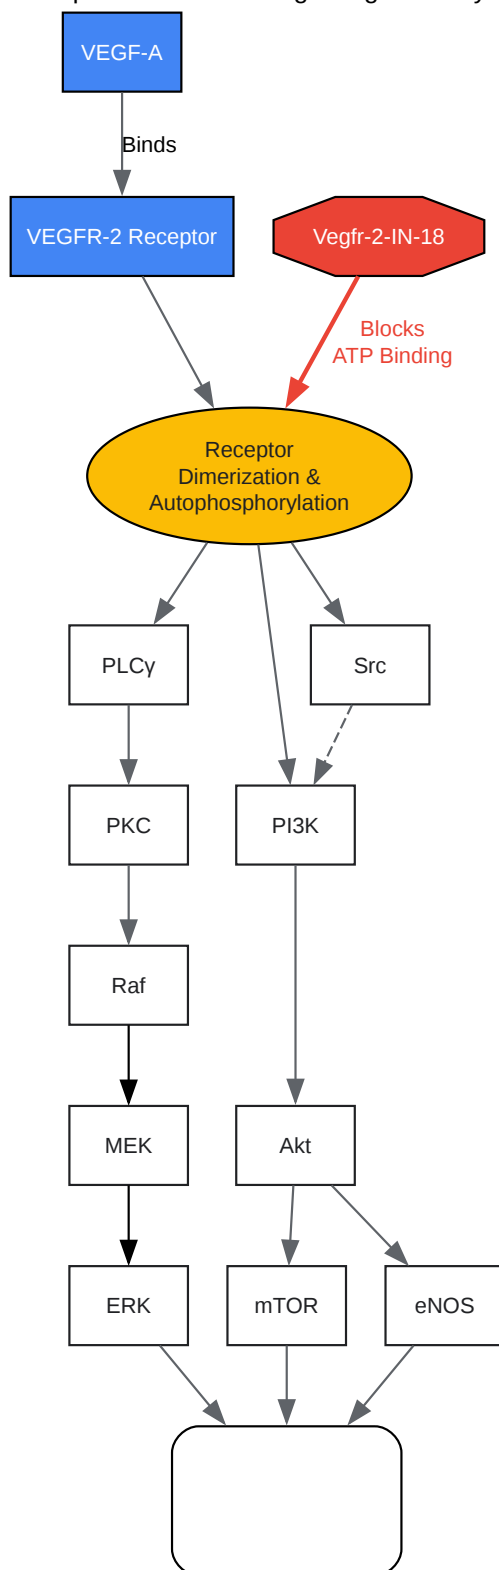 VEGF-A
Binds
VEGFR-2 Receptor
Vegfr-2-IN-18
Blocks
ATP Binding
Receptor
Dimerization &
Autophosphorylation
PLCγ
Src
PKC
PI3K
Raf
MEK
Akt
ERK
mTOR
eNOS